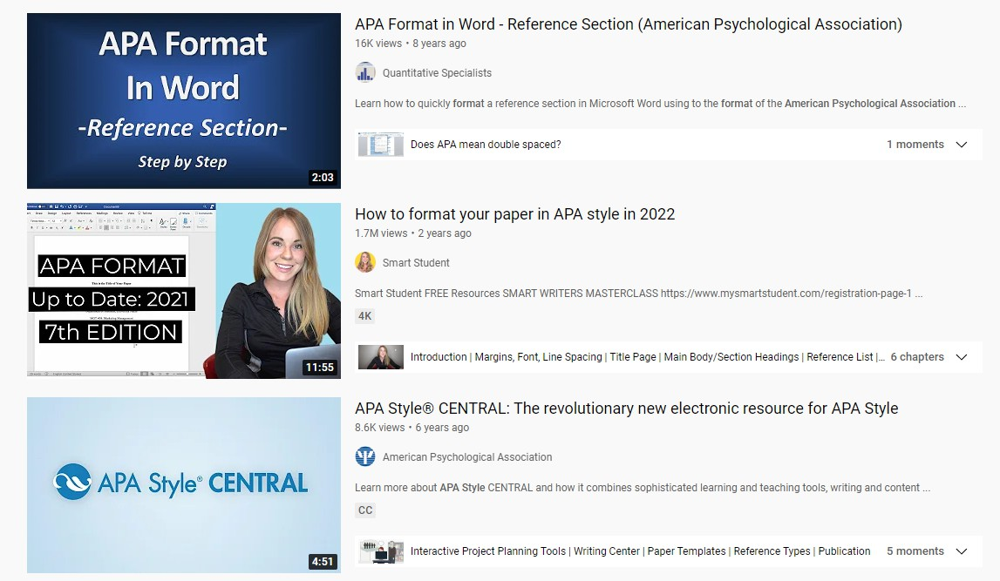 APA Format
In Word
-Reference Section-
Step by Step
2:03
APA Format in Word - Reference Section (American Psychological Association)
16K views • 8 years ago
Quantitative Specialists
Learn how to quickly format a reference section in Microsoft Word using to the format of the American Psychological Association ...
Does APA mean double spaced?
1 moments
APA FORMAT
Up to Date: 2021
7th EDITION
11:55
How to format your paper in APA style in 2022
1.7M views • 2 years ago
Smart Student
Smart Student FREE Resources SMART WRITERS MASTERCLASS https://www.mysmartstudent.com/registration-page-1 ...
4K
Introduction | Margins, Font, Line Spacing | Title Page | Main Body/Section Headings | Reference List |...
6 chapters
APA Style® CENTRAL
4:51
APA Style® CENTRAL: The revolutionary new electronic resource for APA Style
8.6K views • 6 years ago
American Psychological Association
Learn more about APA Style CENTRAL and how it combines sophisticated learning and teaching tools, writing and content ...
CC
Interactive Project Planning Tools | Writing Center | Paper Templates | Reference Types | Publication
5 moments